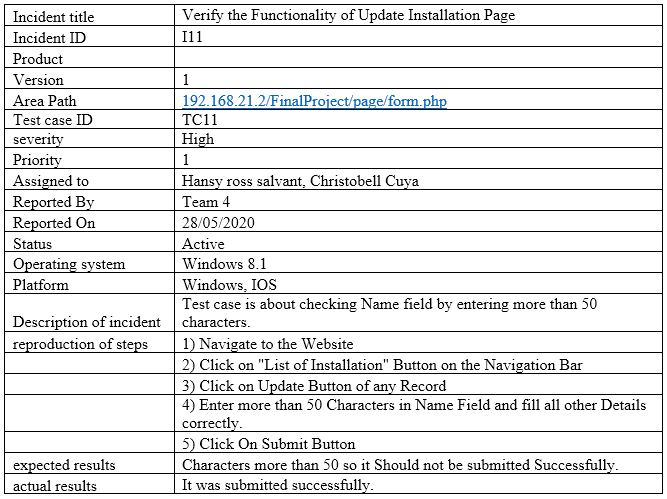 Incident title Verify the Functionality of Update Installation Page
Incident ID I11
Product
Version 1
Area Path 192.168.21.2/FinalProject/page/form.php
Test case ID TC11
severity High
Priority 1
Assigned to Hansy ross salvant, Christobell Cuya
Reported By Team 4
Reported On 28/05/2020
Status Active
Operating system Windows 8.1
Platform Windows, IOS
Test case is about checking Name field by entering more than 50
Description of incident characters.
reproduction of steps 1) Navigate to the Website
2) Click on "List of Installation" Button on the Navigation Bar
3) Click on Update Button of any Record
4) Enter more than 50 Characters in Name Field and fill all other Details
correctly.
5) Click On Submit Button
expected results Characters more than 50 so it Should not be submitted Successfully.
actual results It was submitted successfully.